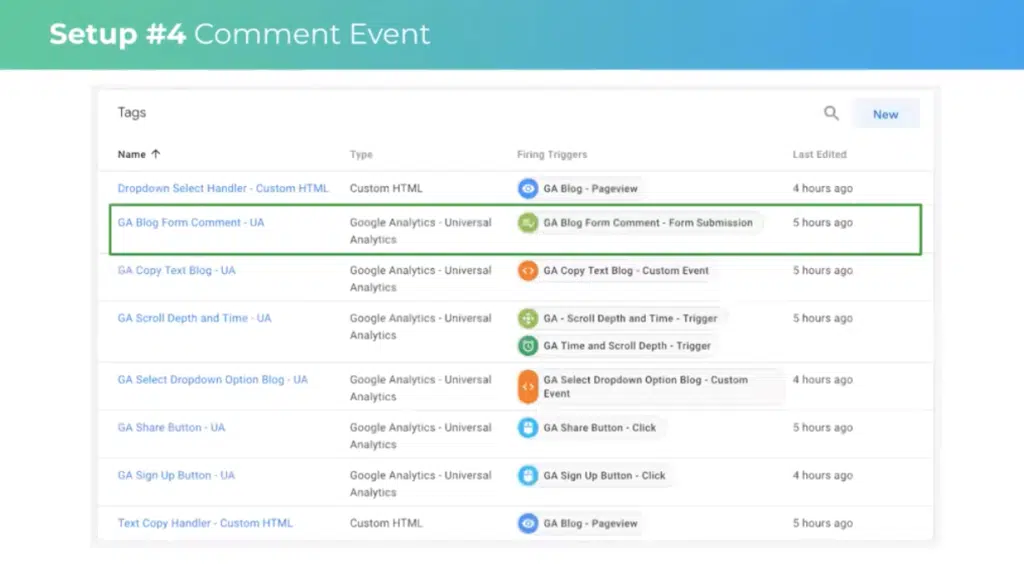 Setup #4 Comment Event
Tags
New
Name ↑ Type Firing Triggers Last Edited
Dropdown Select Handler - Custom HTML Custom HTML GA Blog - Pageview 4 hours ago
GA Blog Form Comment - UA Google Analytics - Universal GA Blog Form Comment - Form Submission 5 hours ago
Analytics
GA Copy Text Blog - UA Google Analytics - Universal GA Copy Text Blog - Custom Event 5 hours ago
Analytics
GA Scroll Depth and Time - UA Google Analytics - Universal GA - Scroll Depth and Time - Trigger 5 hours ago
Analytics GA Time and Scroll Depth - Trigger
GA Select Dropdown Option Blog - UA Google Analytics - Universal GA Select Dropdown Option Blog - Custom 4 hours ago
Analytics Event
GA Share Button - UA Google Analytics - Universal GA Share Button - Click 5 hours ago
Analytics
GA Sign Up Button - UA Google Analytics - Universal GA Sign Up Button - Click 4 hours ago
Analytics
Text Copy Handler - Custom HTML Custom HTML GA Blog - Pageview 5 hours ago